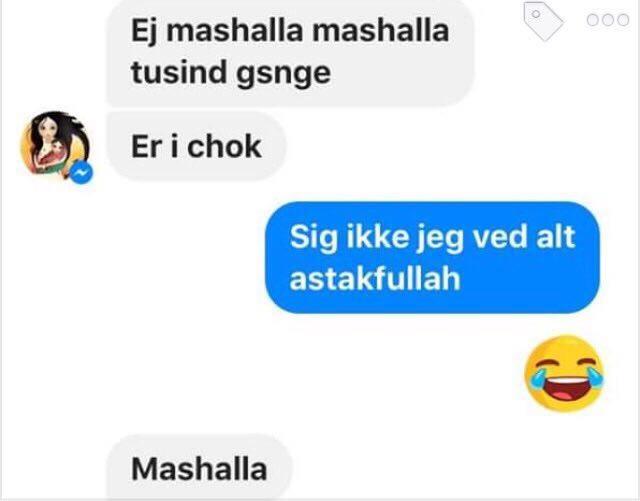 Ej mashalla mashalla
tusind gsnge
Er i chok
Sig ikke jeg ved alt
astakfullah
Mashalla